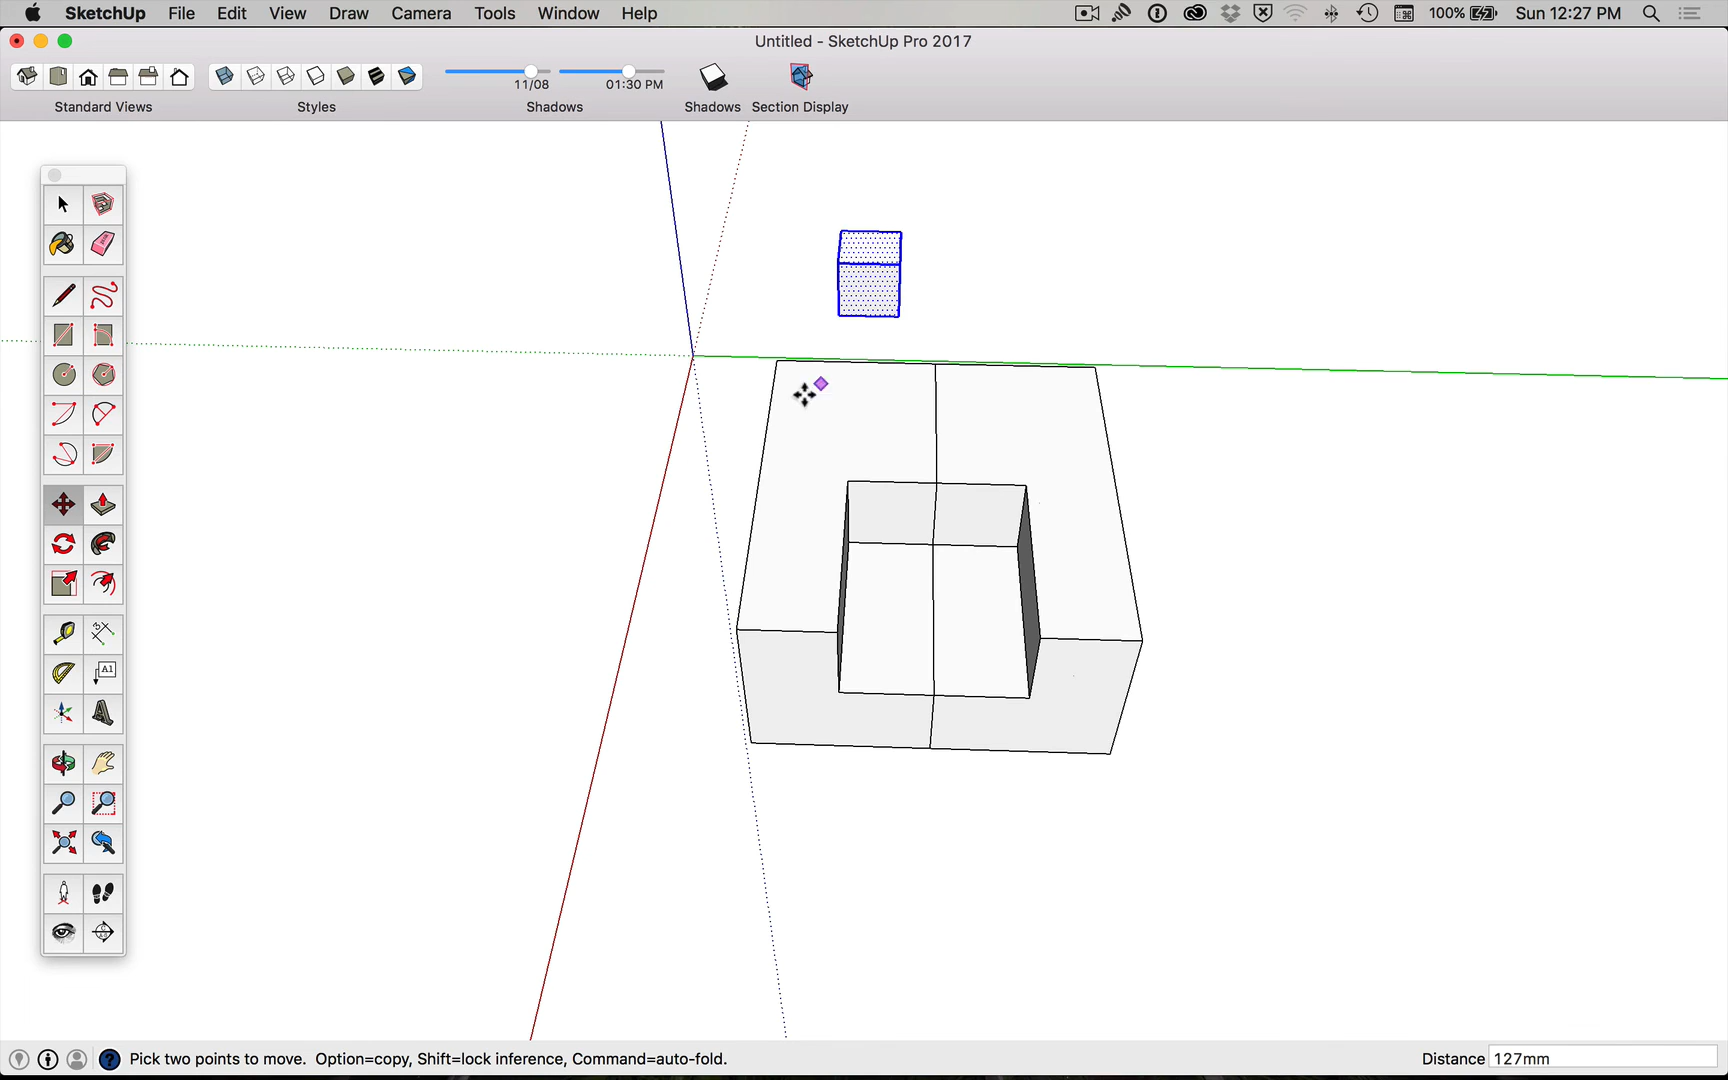 SketchUp File Edit View Draw Camera Tools Window Help 100% Sun 12:27 PM
Untitled - SketchUp Pro 2017
11/08 01:30 PM
Standard Views Styles Shadows Shadows Section Display
A1
Pick two points to move. Option=copy, Shift=lock inference, Command=auto-fold. Distance 127mm